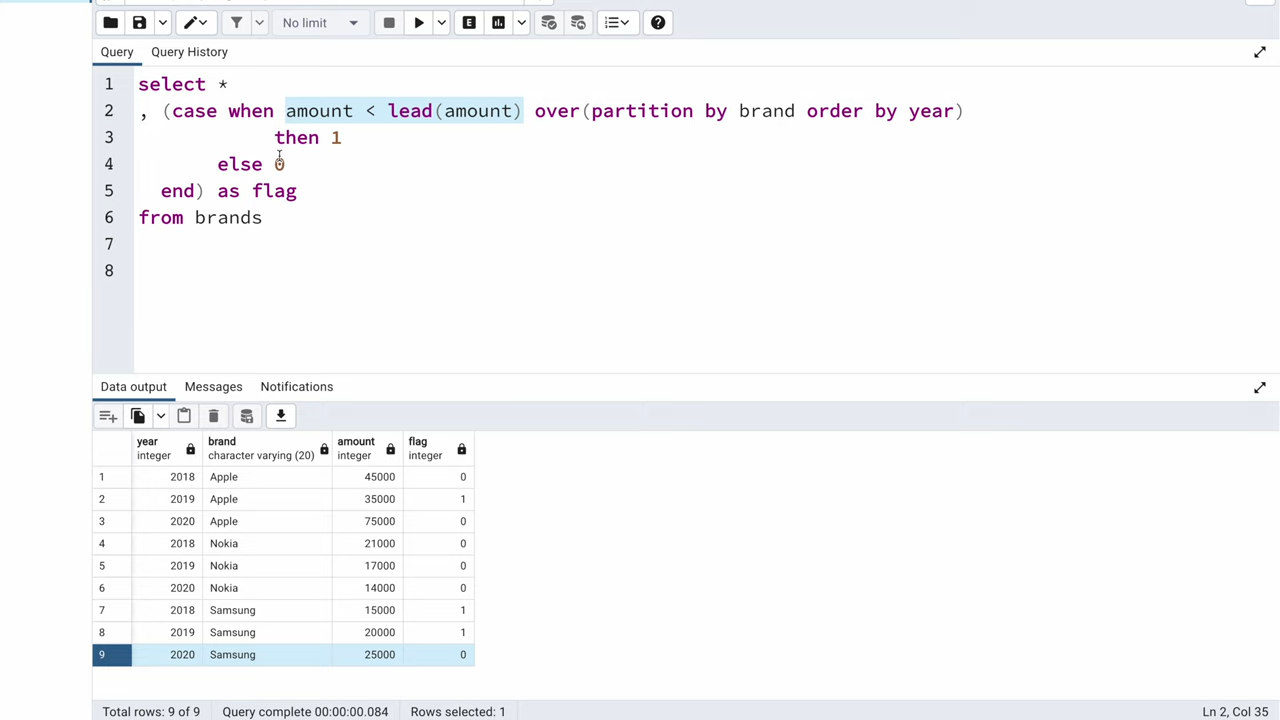 No limit
E
Query Query History
1 select *
2 , (case when amount < lead(amount) over(partition by brand order by year)
3 then 1
4 else 0
5 end) as flag
6 from brands
7
8
Data output Messages Notifications
year brand amount flag
integer character varying (20) integer integer
1 2018 Apple 45000 0
2 2019 Apple 35000 1
3 2020 Apple 75000 0
4 2018 Nokia 21000 0
5 2019 Nokia 17000 0
6 2020 Nokia 14000 0
7 2018 Samsung 15000 1
8 2019 Samsung 20000 1
9 2020 Samsung 25000 0
Total rows: 9 of 9 Query complete 00:00:00.084 Rows selected: 1 Ln 2, Col 35